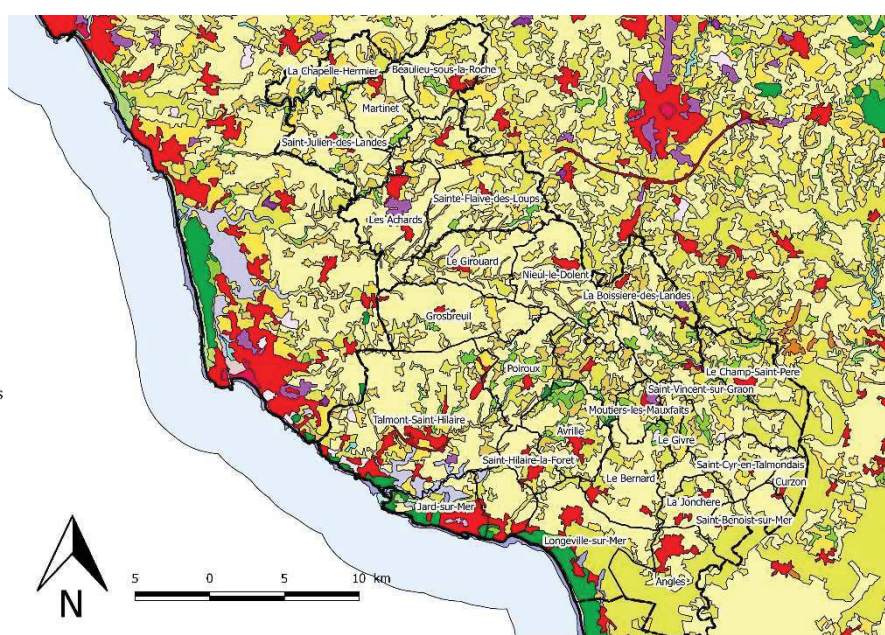 La Chapelle-Hermier
Beaulieu-sous-la-Roche
Martinet
Saint-Julien-des-Landes
Sainte-Flaive-des-Loups
Les Achards
Le Girouard
Nieul-le-Dolent
La Boissiere-des-Landes
Grosbreuil
s
Poiroux
Le Champ-Saint-Pere
Saint-Vincent-sur-Graon
Moutiers-les-Mauxfaits
Talmont-Saint-Hilaire
Avrille
Le Givre
Saint-Hilaire-la-Foret
Saint-Cyr-en-Talmondais
Le Bernard
Curzon
La Jonchere
Jard-sur-Mer
Saint-Benoist-sur-Mer
Longeville-sur-Mer
Angles
5 0 5 10 km
N